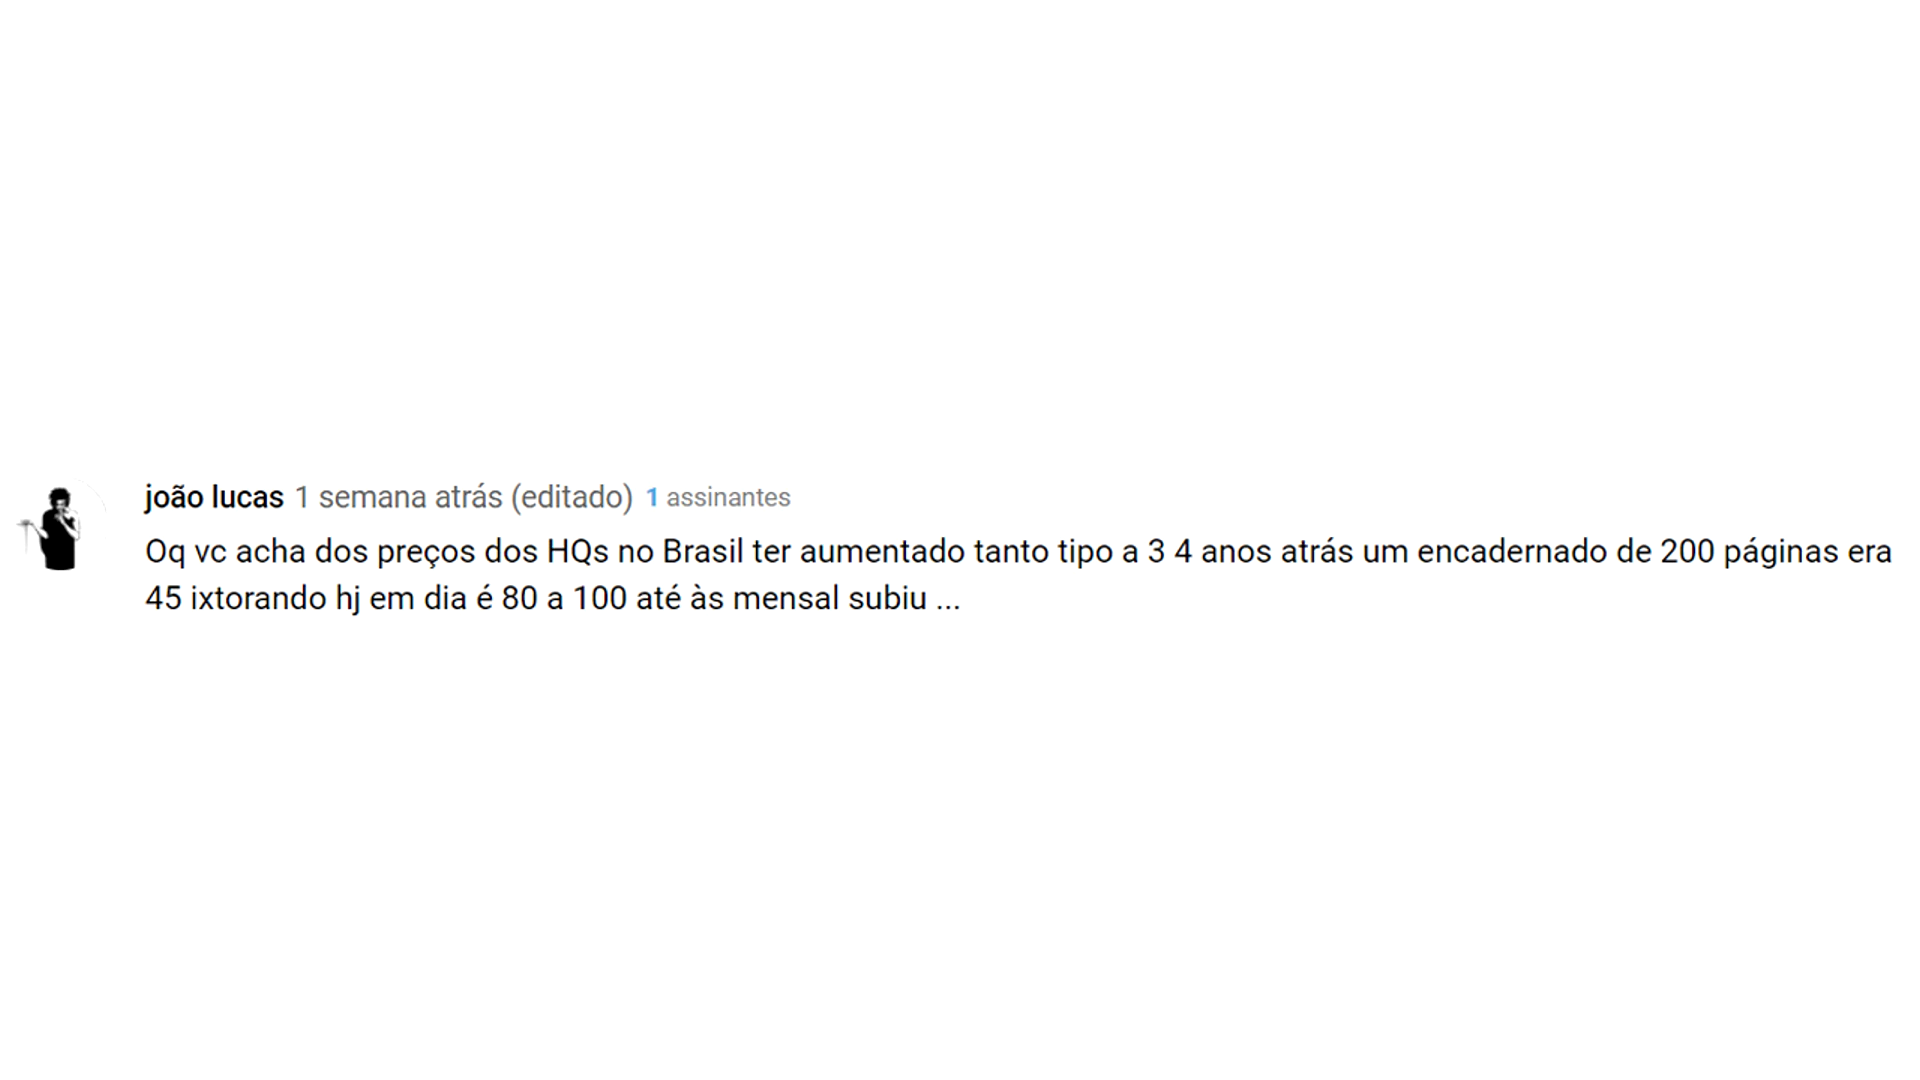 joão lucas 1 semana atrás (editado) 1 assinantes
Oq vc acha dos preços dos HQs no Brasil ter aumentado tanto tipo a 3 4 anos atrás um encadernado de 200 páginas era
45 ixtorando hj em dia é 80 a 100 até às mensal subiu ...